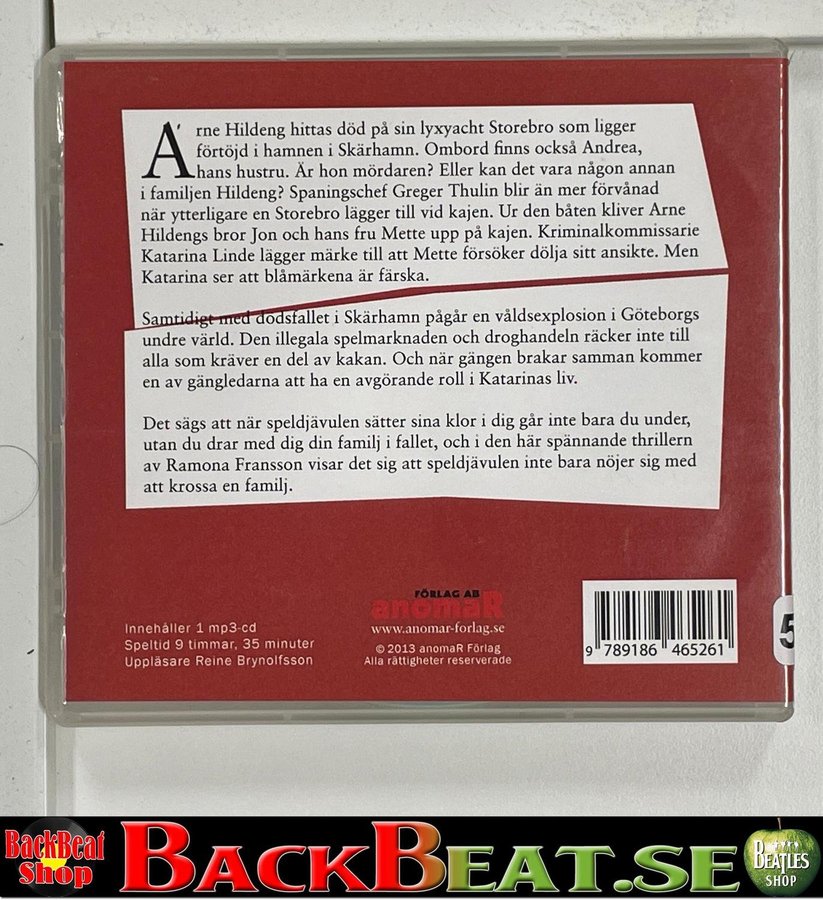 Arne Hildeng hittas död på sin lyxyacht Storebro som ligger
förtöjd i hamnen i Skärhamn. Ombord finns också Andrea,
hans hustru. Är hon mördaren? Eller kan det vara någon annan
i familjen Hildeng? Spaningschef Greger Thulin blir än mer förvånad
när ytterligare en Storebro lägger till vid kajen. Ur den båten kliver Arne
Hildengs bror Jon och hans fru Mette upp på kajen. Kriminalkommissarie
Katarina Linde lägger märke till att Mette försöker dölja sitt ansikte. Men
Katarina ser att blåmärkena är färska.
Samtidigt med dödsfallet i Skärhamn pågår en våldsexplosion i Göteborgs
undre värld. Den illegala spelmarknaden och droghandeln räcker inte till
alla som kräver en del av kakan. Och när gängen brakar samman kommer
en av gängledarna att ha en avgörande roll i Katarinas liv.
Det sägs att när speldjävulen sätter sina klor i dig går inte bara du under,
utan du drar med dig din familj i fallet, och i den här spännande thrillern
av Ramona Fransson visar det sig att speldjävulen inte bara nöjer sig med
att krossa en familj.
Innehåller 1 mp3-cd
Speltid 9 timmar, 35 minuter
Uppläsare Reine Brynolfsson
FÖRLAG AB
anomaR
www.anomar-forlag.se
© 2013 anomaR Förlag
Alla rättigheter reserverade
9 789186 465261
5
BackBeat
Shop
BACKBEAT.SE
BEATLES
SHOP